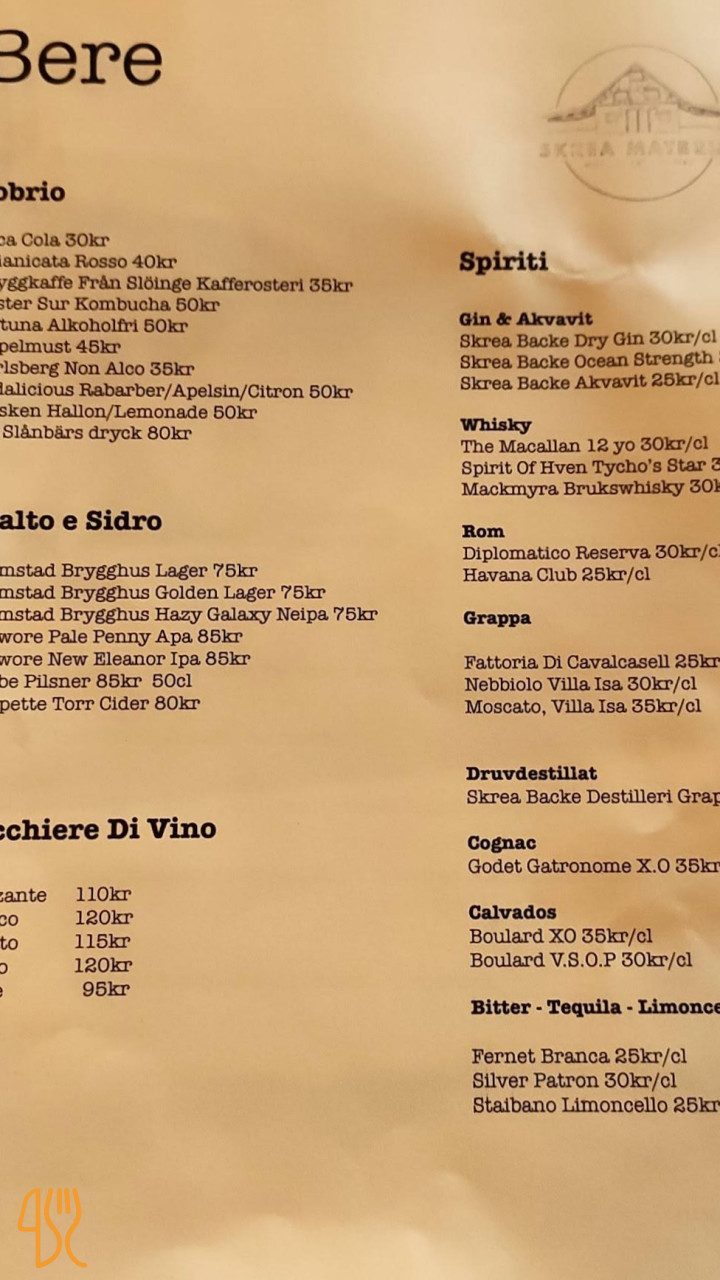 Bere
obrio
ca Cola 30kr
ianicata Rosso 40kr
yggkaffe Från Slöinge Kafferosteri 35kr
ster Sur Kombucha 50kr
tuna Alkoholfri 50kr
pelmust 45kr
rlsberg Non Alco 35kr
dalicious Rabarber/Apelsin/Citron 50kr
sken Hallon/Lemonade 50kr
Slånbärs dryck 80kr
alto e Sidro
mstad Brygghus Lager 75kr
mstad Brygghus Golden Lager 75kr
mstad Brygghus Hazy Galaxy Neipa 75kr
wore Pale Penny Apa 85kr
wore New Eleanor Ipa 85kr
be Pilsner 85kr 50cl
pette Torr Cider 80kr
cchiere Di Vino
zante 110kr
co 120kr
to 115kr
o 120kr
e 95kr
SKREA MATERI
Spiriti
Gin & Akvavit
Skrea Backe Dry Gin 30kr/cl
Skrea Backe Ocean Strength
Skrea Backe Akvavit 25kr/cl
Whisky
The Macallan 12 yo 30kr/cl
Spirit Of Hven Tycho's Star 3
Mackmyra Brukswhisky 30k
Rom
Diplomatico Reserva 30kr/cl
Havana Club 25kr/cl
Grappa
Fattoria Di Cavalcasell 25kr
Nebbiolo Villa Isa 30kr/cl
Moscato, Villa Isa 35kr/cl
Druvdestillat
Skrea Backe Destilleri Grap
Cognac
Godet Gatronome X.O 35kr
Calvados
Boulard XO 35kr/cl
Boulard V.S.O.P 30kr/cl
Bitter - Tequila - Limonce
Fernet Branca 25kr/cl
Silver Patron 30kr/cl
Staibano Limoncello 25kr